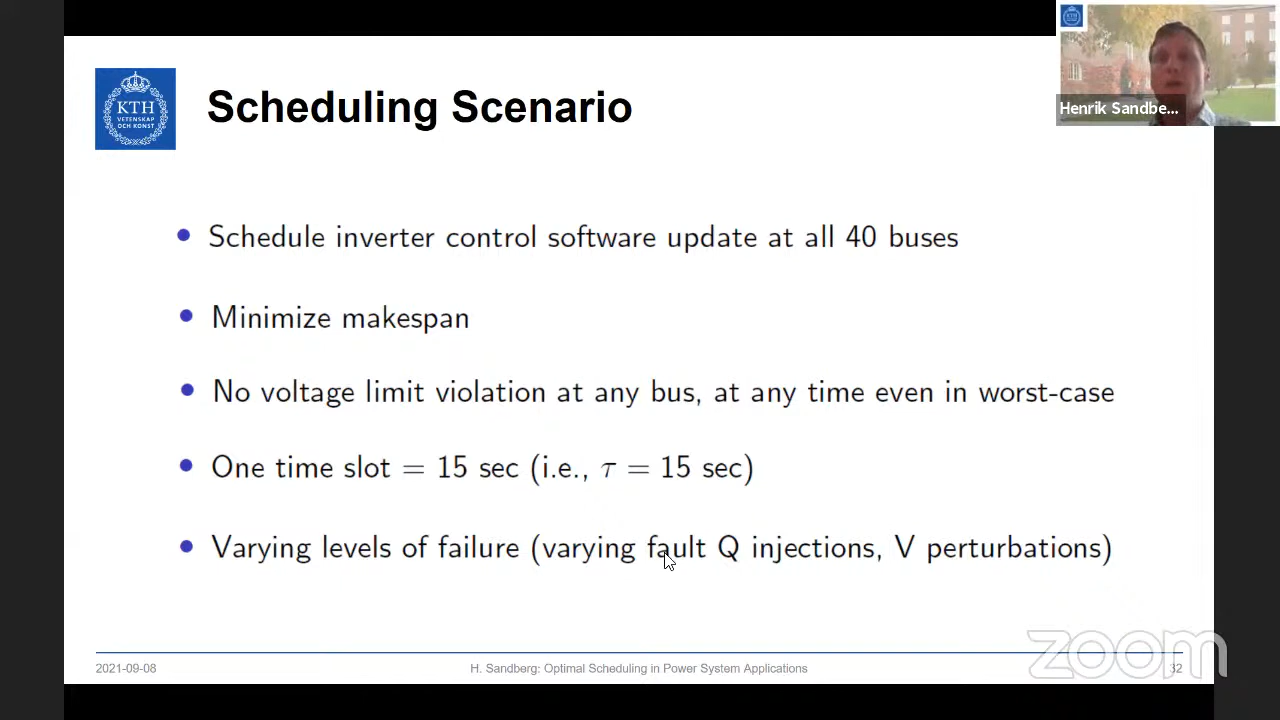 KTH
VETENSKAP
OCH KONST
Scheduling Scenario
KTH
Henrik Sandbe...
Schedule inverter control software update at all 40 buses
Minimize makespan
No voltage limit violation at any bus, at any time even in worst-case
One time slot = 15 sec (i.e., τ = 15 sec)
Varying levels of failure (varying fault Q injections, V perturbations)
2021-09-08
H. Sandberg: Optimal Scheduling in Power System Applications
32
zoom